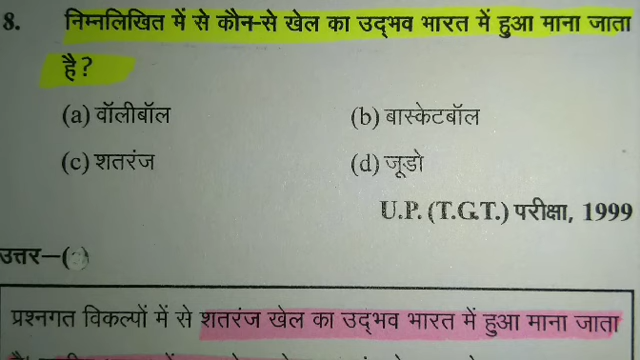 8. निम्नलिखित में से कौन-से खेल का उद्भव भारत में हुआ माना जाता
है?
(a) वॉलीबॉल (b) बास्केटबॉल
(c) शतरंज (d) जूडो
U.P. (T.G.T.) परीक्षा, 1999
उत्तर—( )
प्रश्नगत विकल्पों में से शतरंज खेल का उद्भव भारत में हुआ माना जाता